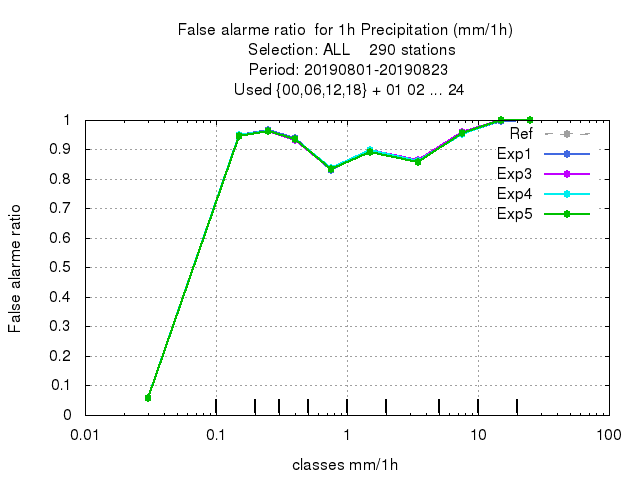 False alarme ratio  for 1h Precipitation (mm/1h)
Selection: ALL    290 stations
Period: 20190801-20190823
Used {00,06,12,18} + 01 02 ... 24
Ref
Exp1
Exp3
Exp4
Exp5
False alarme ratio
1
0.9
0.8
0.7
0.6
0.5
0.4
0.3
0.2
0.1
0
0.01
0.1
1
10
100
classes mm/1h